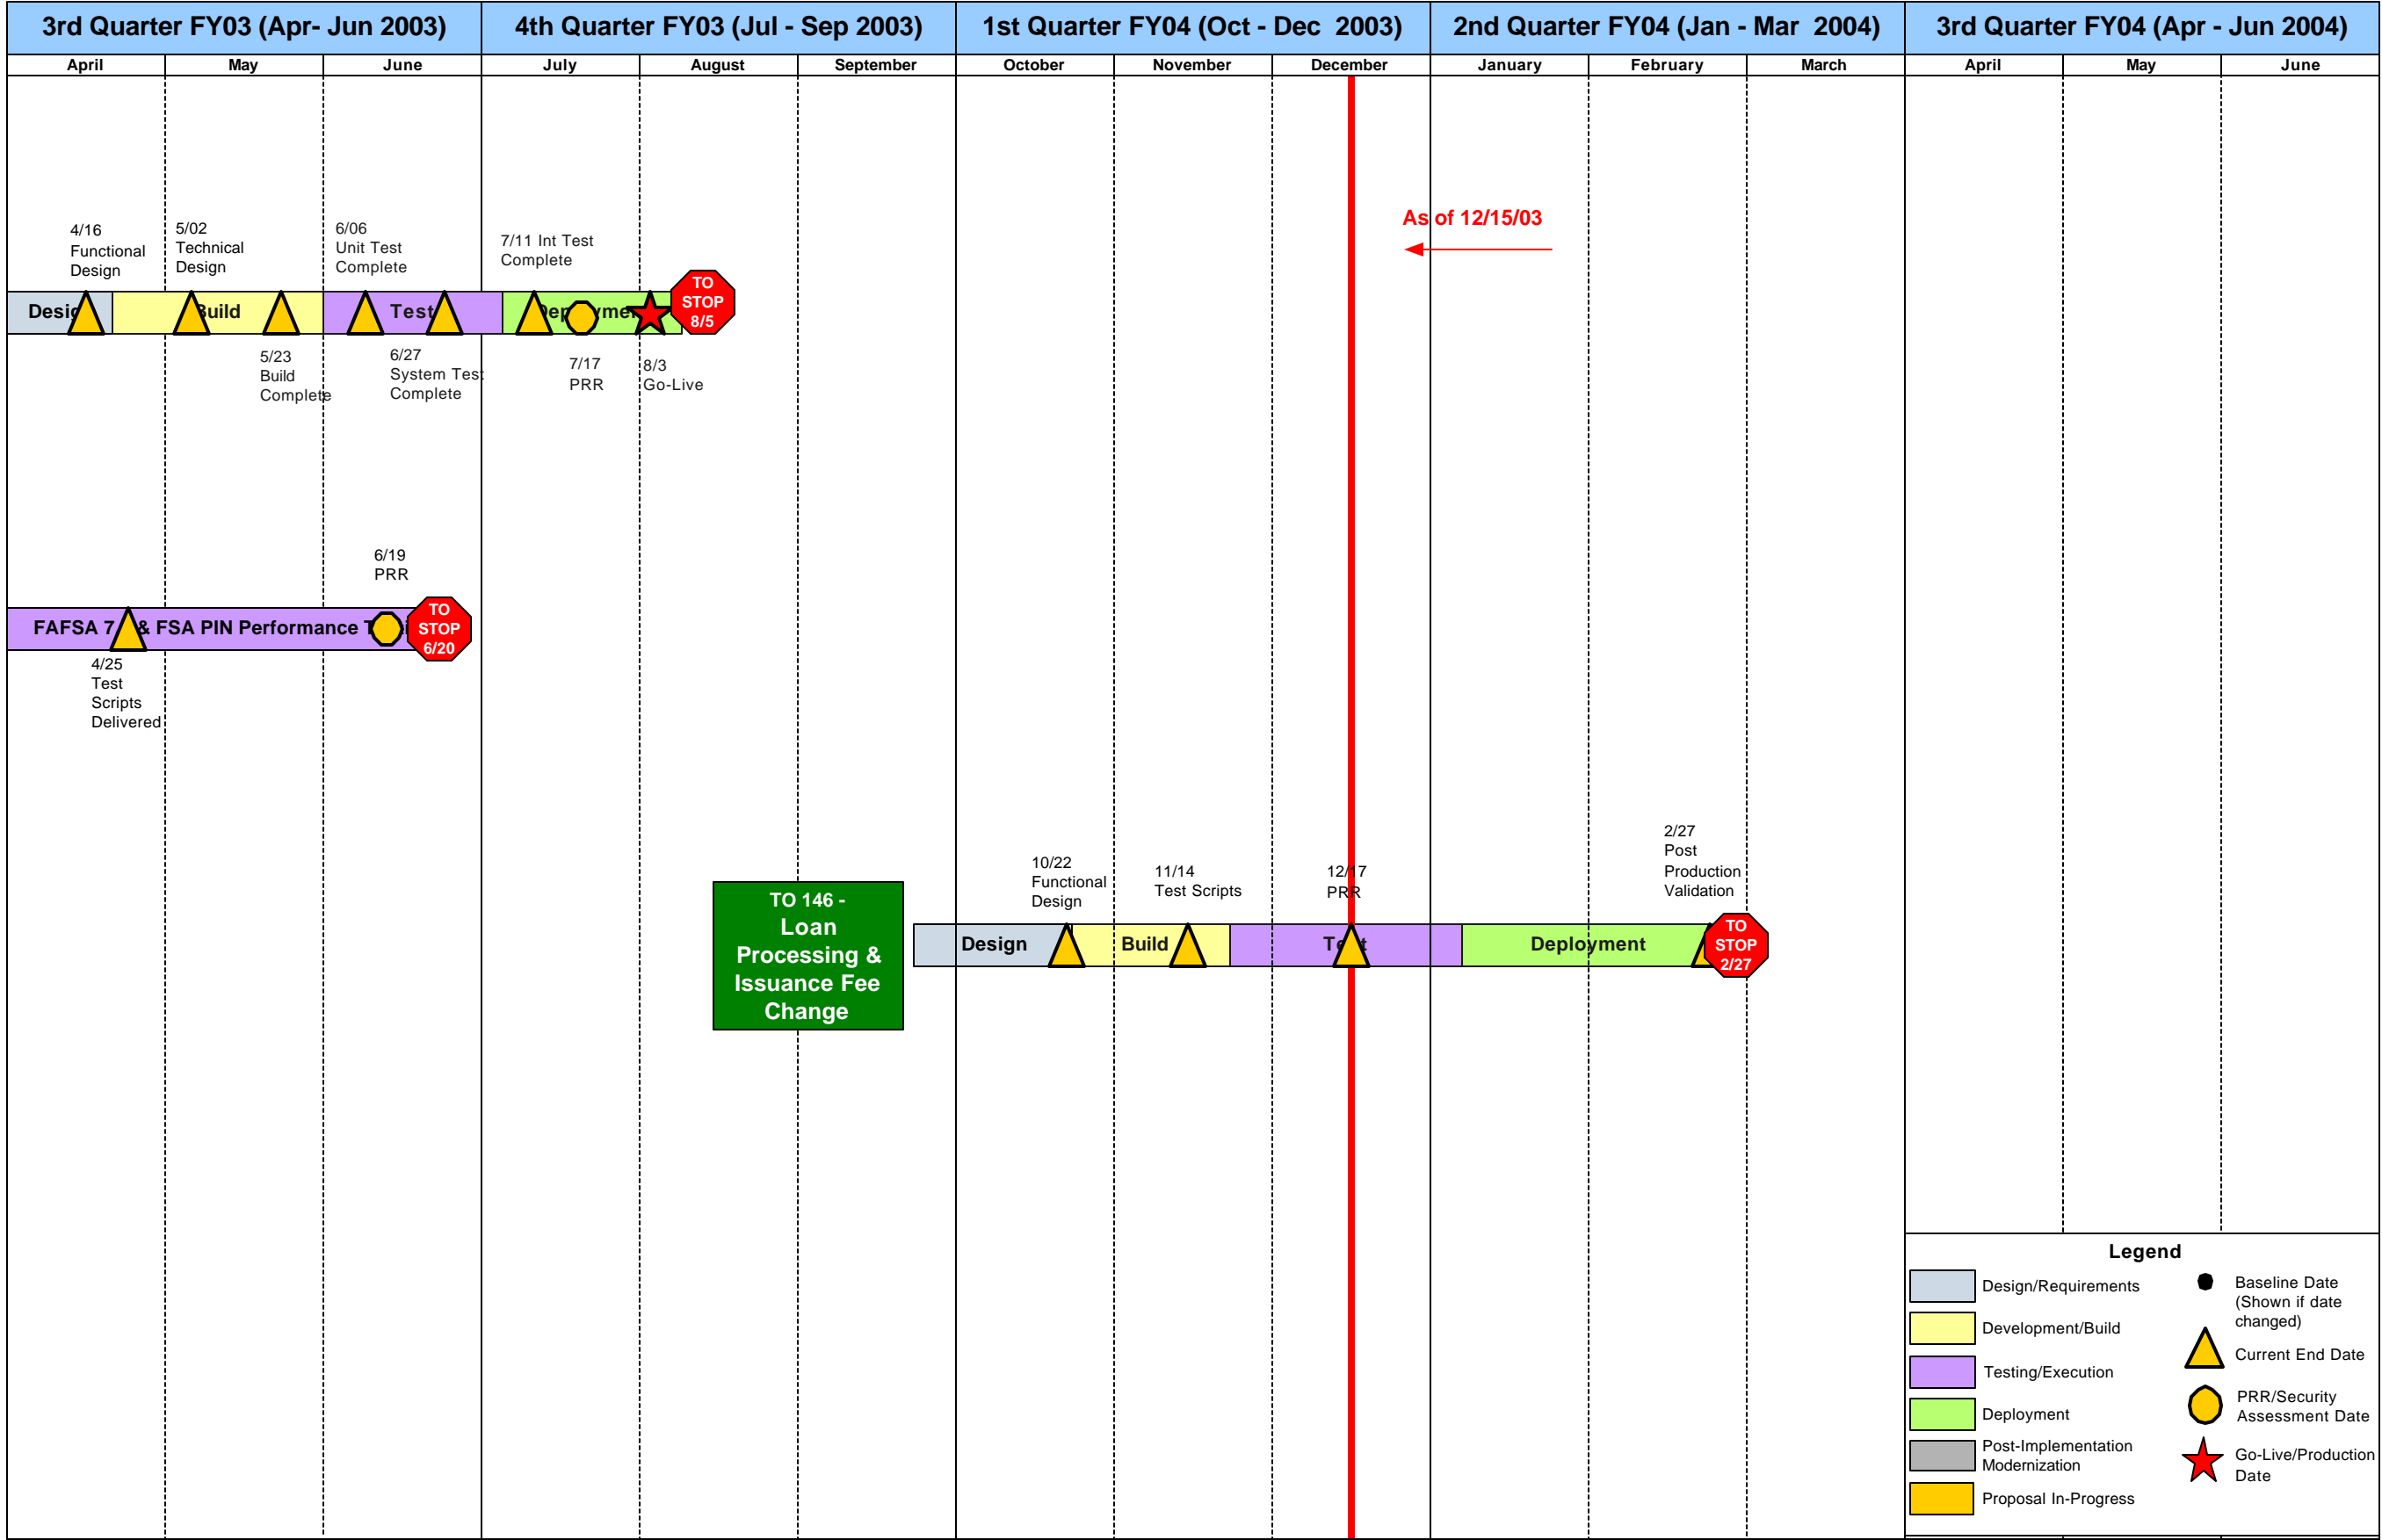 3rd Quarter FY03 (Apr- Jun 2003)
4th Quarter FY03 (Jul - Sep 2003)
1st Quarter FY04 (Oct - Dec 2003)
2nd Quarter FY04 (Jan - Mar 2004)
3rd Quarter FY04 (Apr - Jun 2004)
April
May
June
July
August
September
October
November
December
January
February
March
April
May
June
As of 12/15/03
4/16
Functional
Design
5/02
Technical
Design
6/06
Unit Test
Complete
7/11 Int Test
Complete
Build
Test
TO
STOP
8/5
5/23
Build
Complete
6/27
System Test
Complete
7/17
PRR
8/3
Go-Live
6/19
PRR
FAFSA 7 & FSA PIN Performance
TO
STOP
6/20
4/25
Test
Scripts
Delivered
TO 146 -
Loan
Processing &
Issuance Fee
Change
10/22
Functional
Design
11/14
Test Scripts
12/17
PRR
2/27
Post
Production
Validation
Design
Build
Test
Deployment
TO
STOP
2/27
Legend
Design/Requirements
Development/Build
Testing/Execution
Deployment
Post-Implementation
Modernization
Proposal In-Progress
Baseline Date
(Shown if date
changed)
Current End Date
PRR/Security
Assessment Date
Go-Live/Production
Date